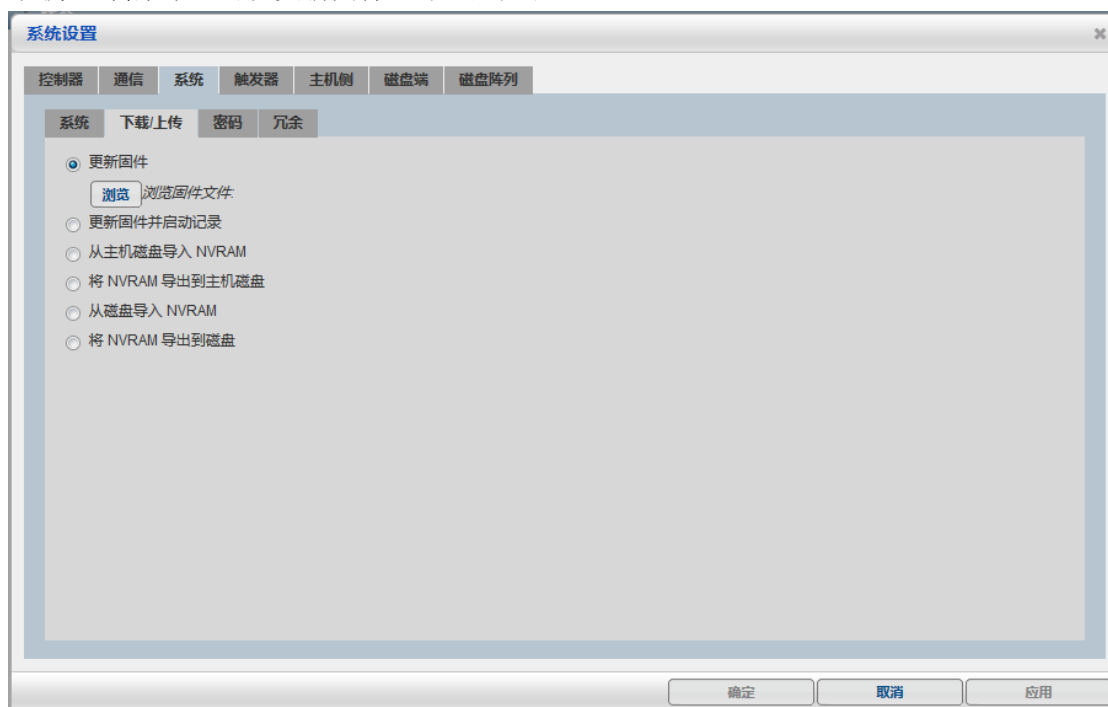 系统设置
控制器 通信 系统 触发器 主机侧 磁盘端 磁盘阵列
系统 下载/上传 密码 冗余
更新固件
浏览 浏览固件文件:
更新固件并启动记录
从主机磁盘导入 NVRAM
将 NVRAM 导出到主机磁盘
从磁盘导入 NVRAM
将 NVRAM 导出到磁盘
确定 取消 应用